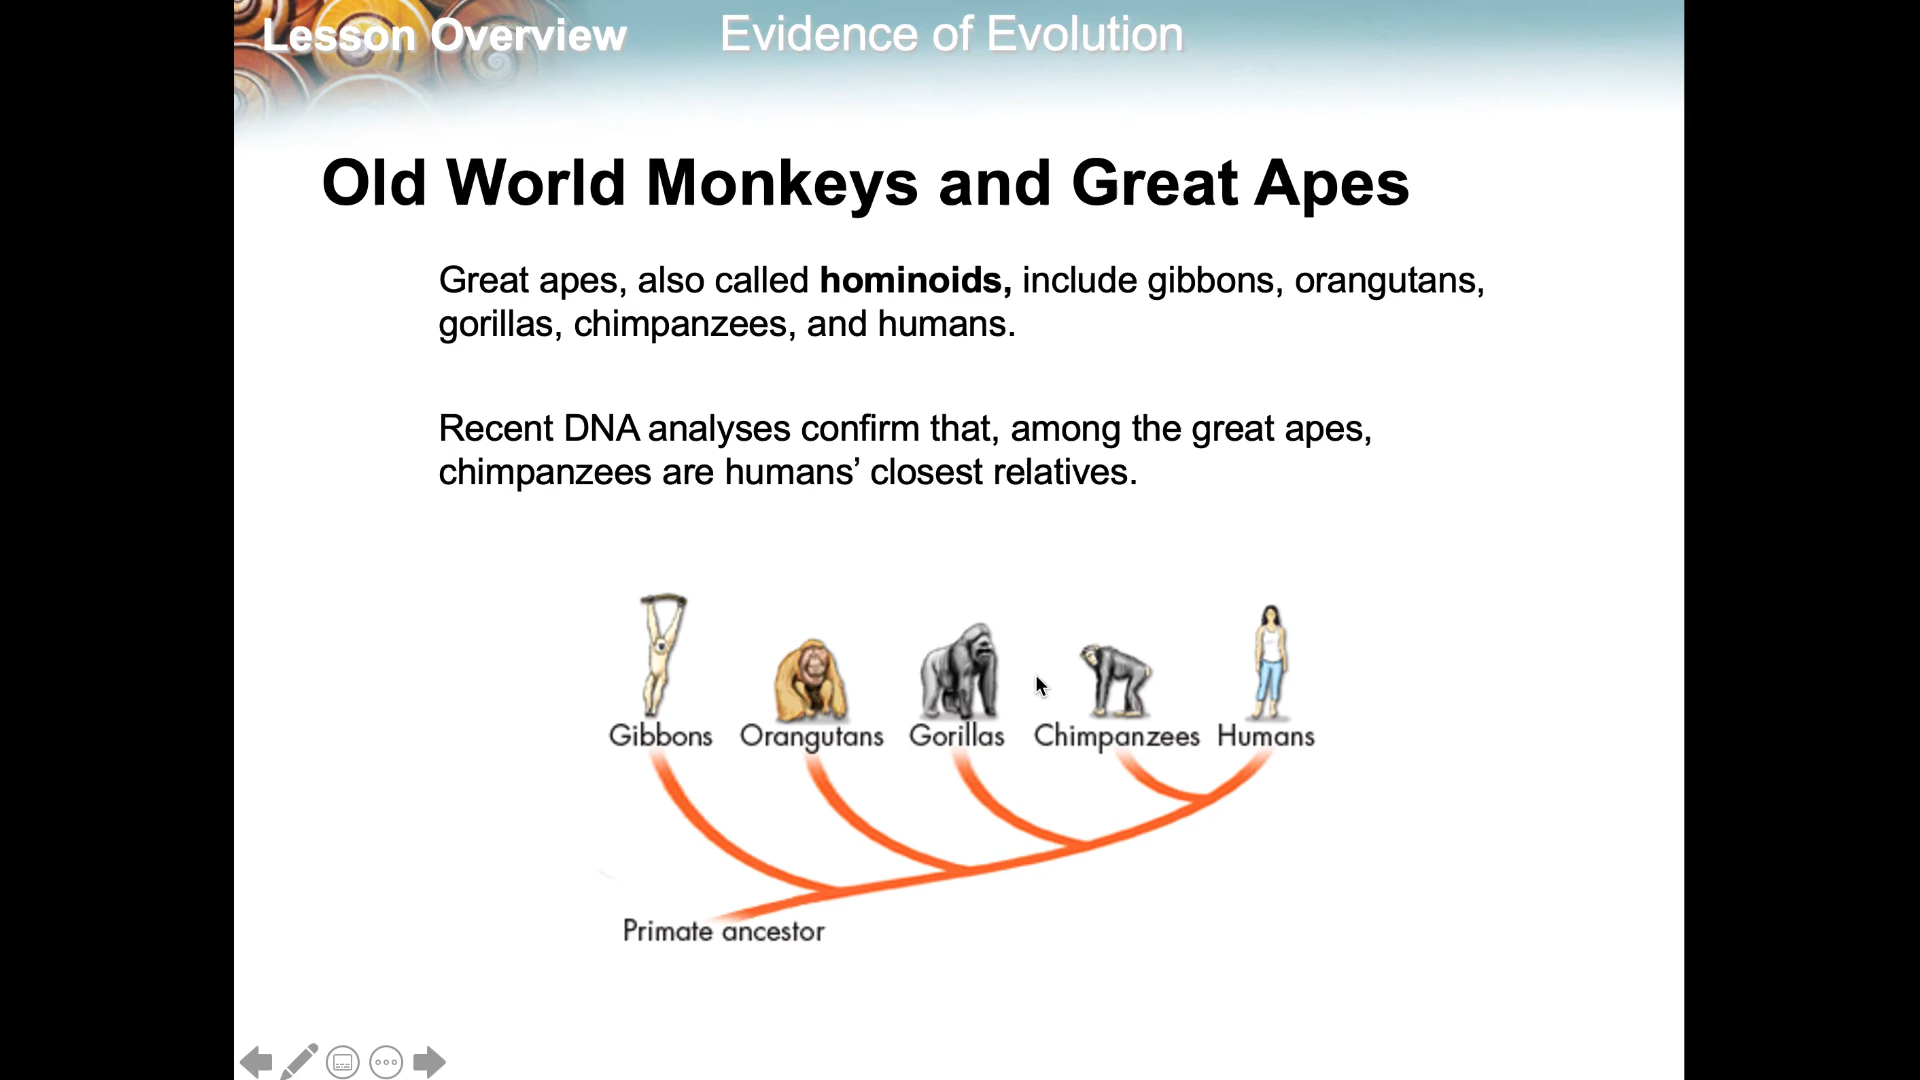 Lesson Overview Evidence of Evolution
Old World Monkeys and Great Apes
Great apes, also called hominoids, include gibbons, orangutans,
gorillas, chimpanzees, and humans.
Recent DNA analyses confirm that, among the great apes,
chimpanzees are humans’ closest relatives.
Gibbons Orangutans Gorillas Chimpanzees Humans
Primate ancestor